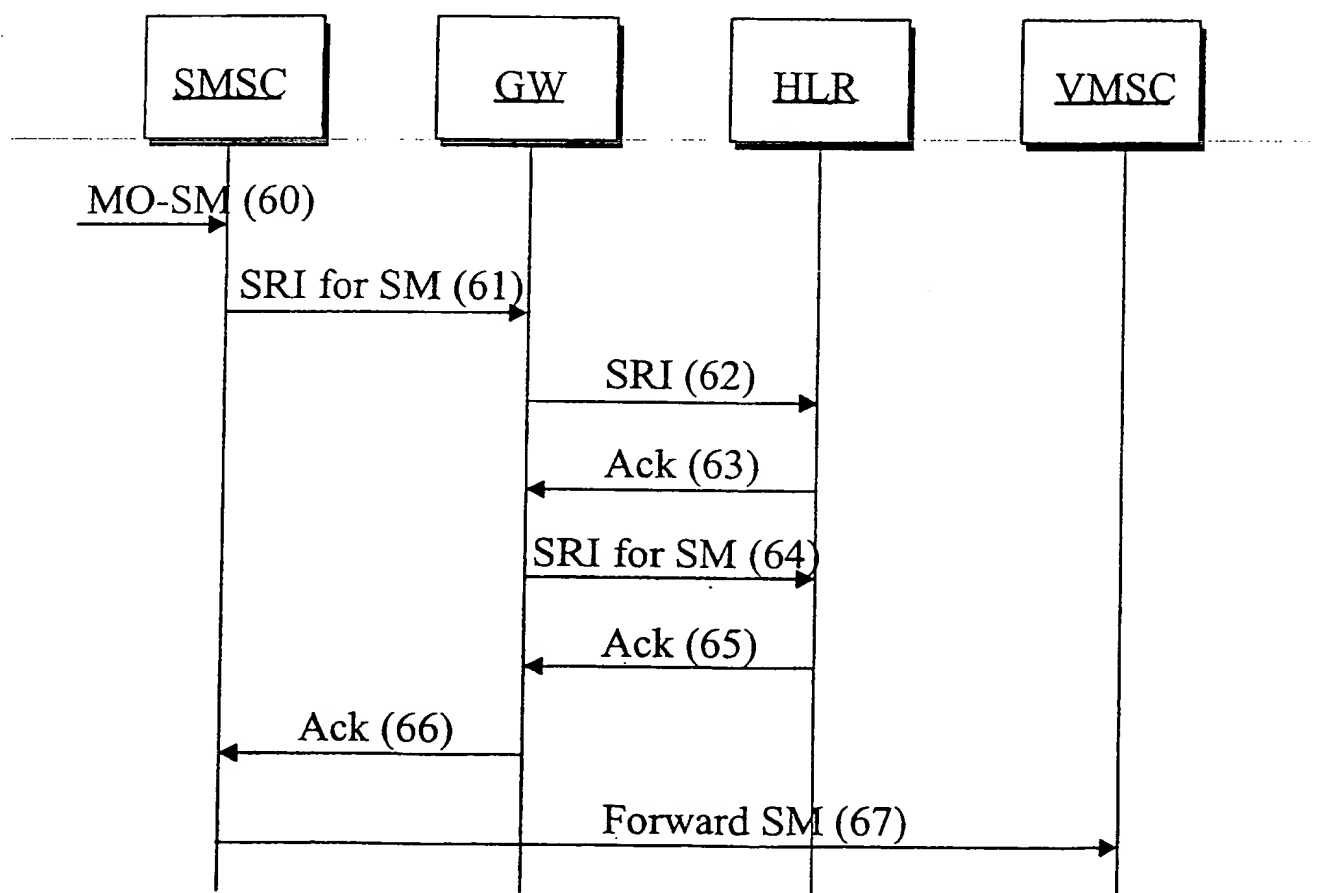 SMSC
GW
HLR
VMSC
MO-SM (60)
SRI for SM (61)
SRI (62)
Ack (63)
SRI for SM (64)
Ack (65)
Ack (66)
Forward SM (67)